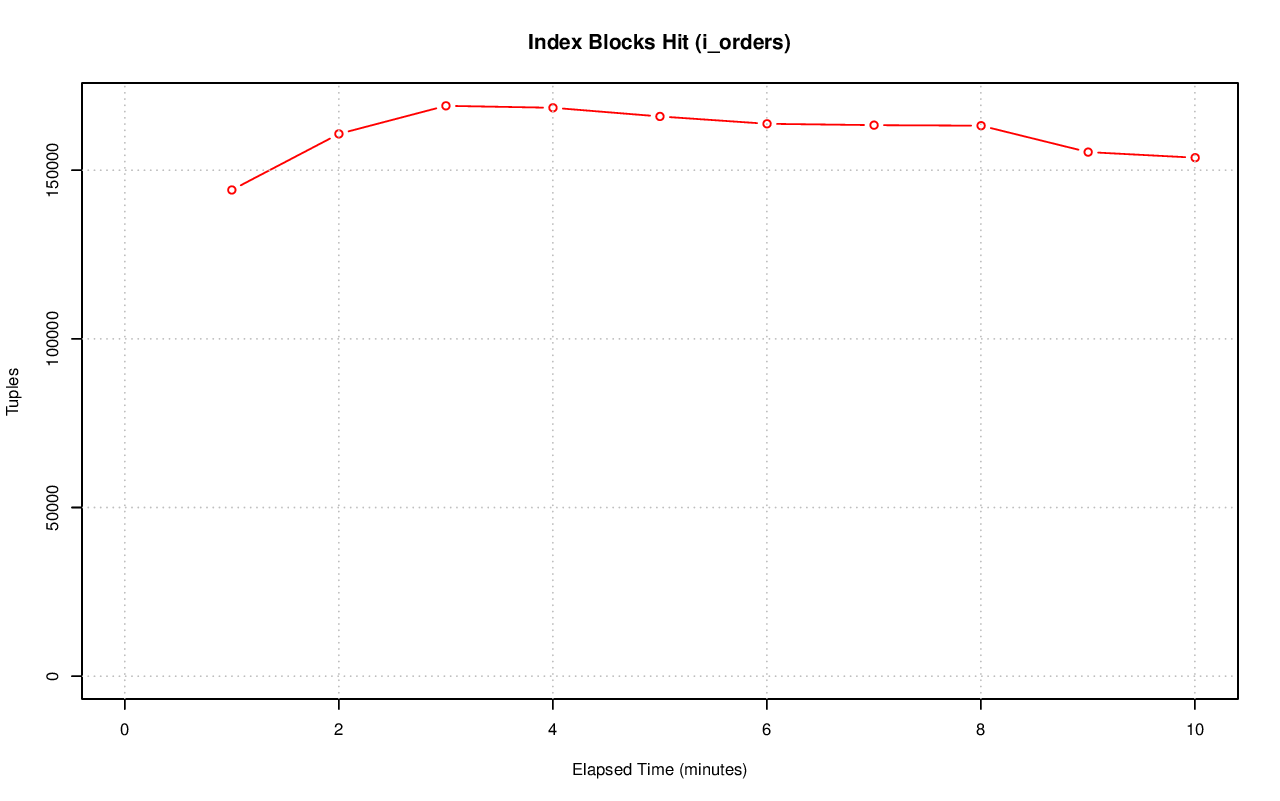 Index Blocks Hit (i_orders)
150000
100000
50000
0
Tuples
0 2 4 6 8 10
Elapsed Time (minutes)